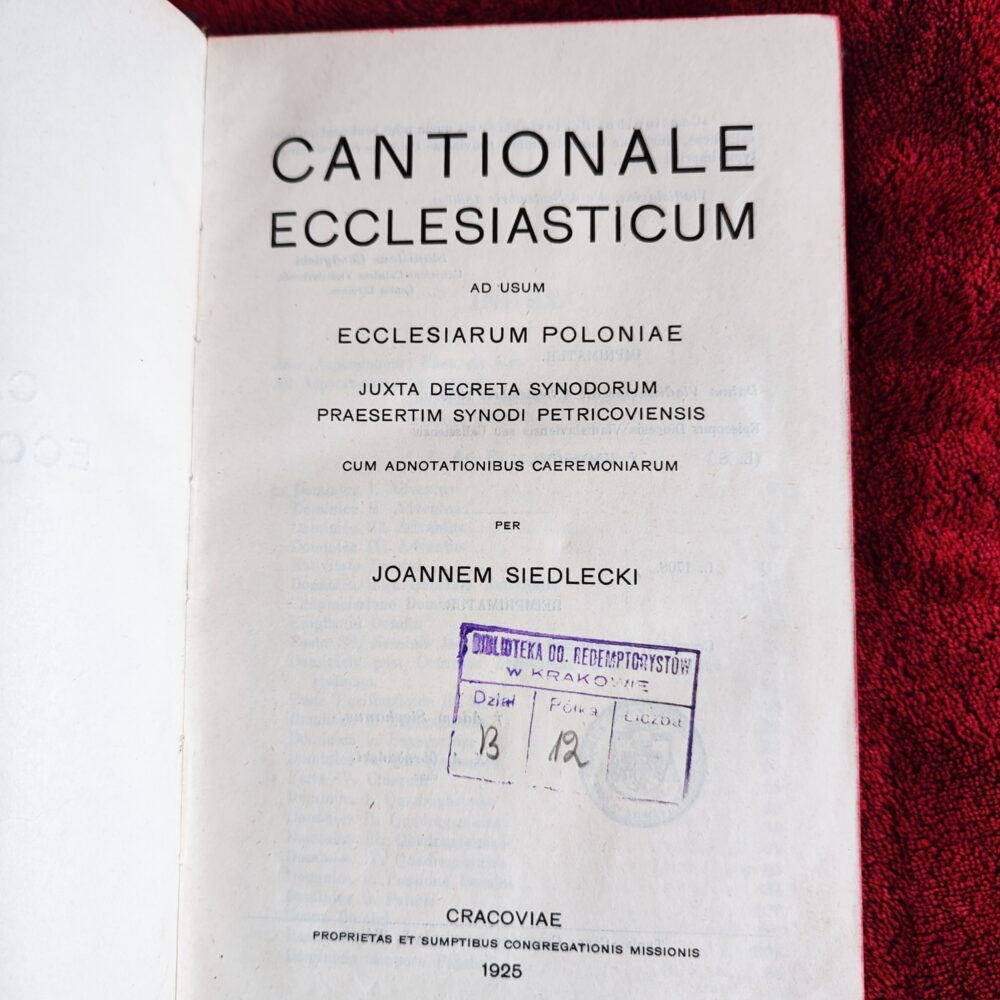 CANTIONALE
ECCLESIASTICUM
AD USUM
ECCLESIARUM POLONIAE
JUXTA DECRETA SYNODORUM
PRAESERTIM SYNODI PETRICOVIENSIS
CUM ADNOTATIONIBUS CAEREMONIARUM
PER
JOANNEM SIEDLECKI
BIBLIOTEKA OO. REDEMPTORYSTÓW
W KRAKOWIE
Dział Półka Liczba
B 12
CRACOVIAE
PROPRIETAS ET SUMPTIBUS CONGREGATIONIS MISSIONIS
1925